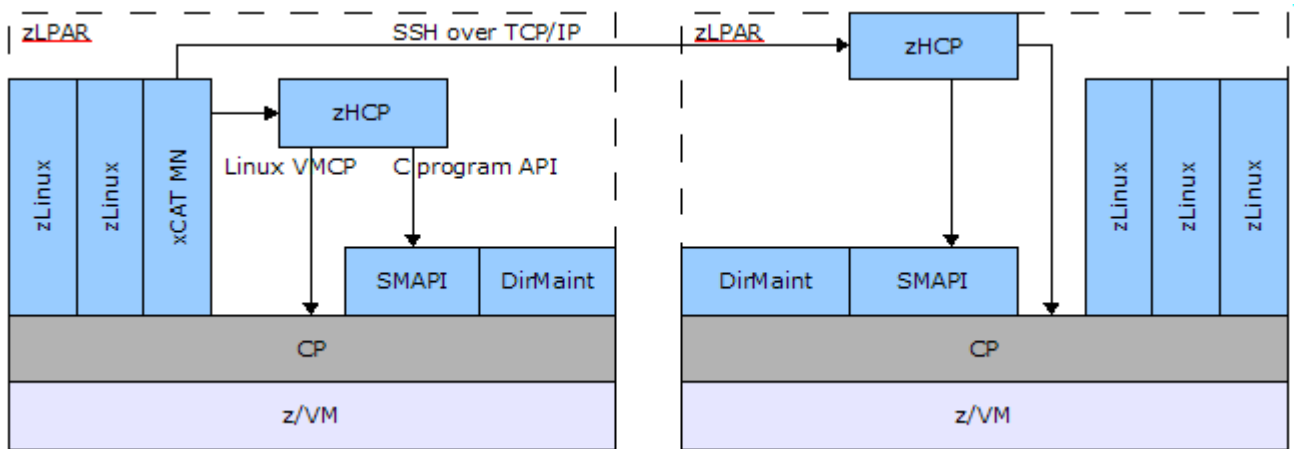 zLPAR
SSH over TCP/IP
zLPAR
zHCP
zHCP
Linux VMCP
C program API
zLinux
zLinux
xCAT MN
SMAPI
DirMaint
DirMaint
SMAPI
zLinux
zLinux
zLinux
CP
CP
z/VM
z/VM